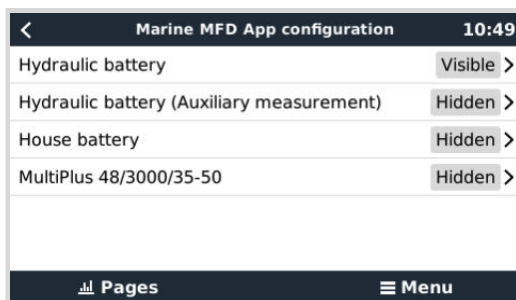 Marine MFD App configuration 10:49
Hydraulic battery Visible
Hydraulic battery (Auxiliary measurement) Hidden
House battery Hidden
MultiPlus 48/3000/35-50 Hidden
Pages Menu